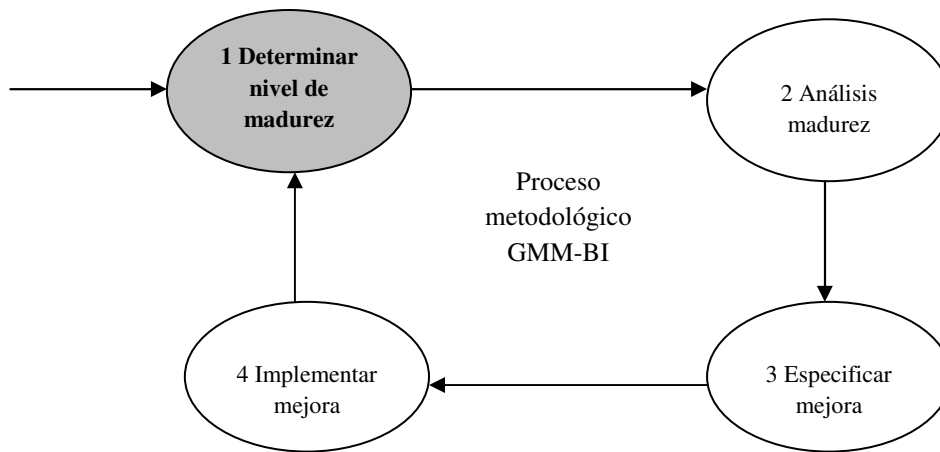 1 Determinar
nivel de
madurez
2 Análisis
madurez
Proceso
metodológico
GMM-BI
4 Implementar
mejora
3 Especificar
mejora